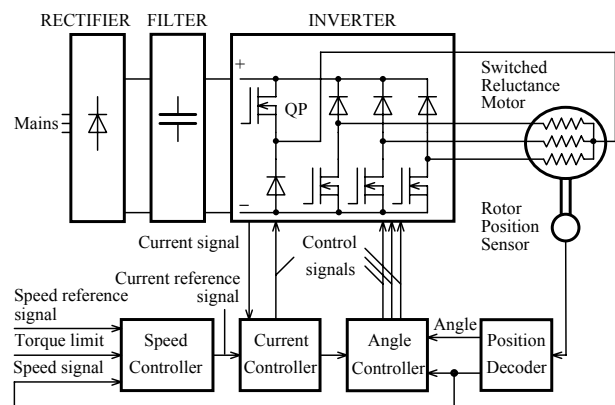 RECTIFIER
FILTER
INVERTER
+
QP
Mains
−
Switched
Reluctance
Motor
Rotor
Position
Sensor
Current signal
Control
signals
Current reference
signal
Speed reference
signal
Torque limit
Speed signal
Speed
Controller
Current
Controller
Angle
Controller
Angle
Position
Decoder